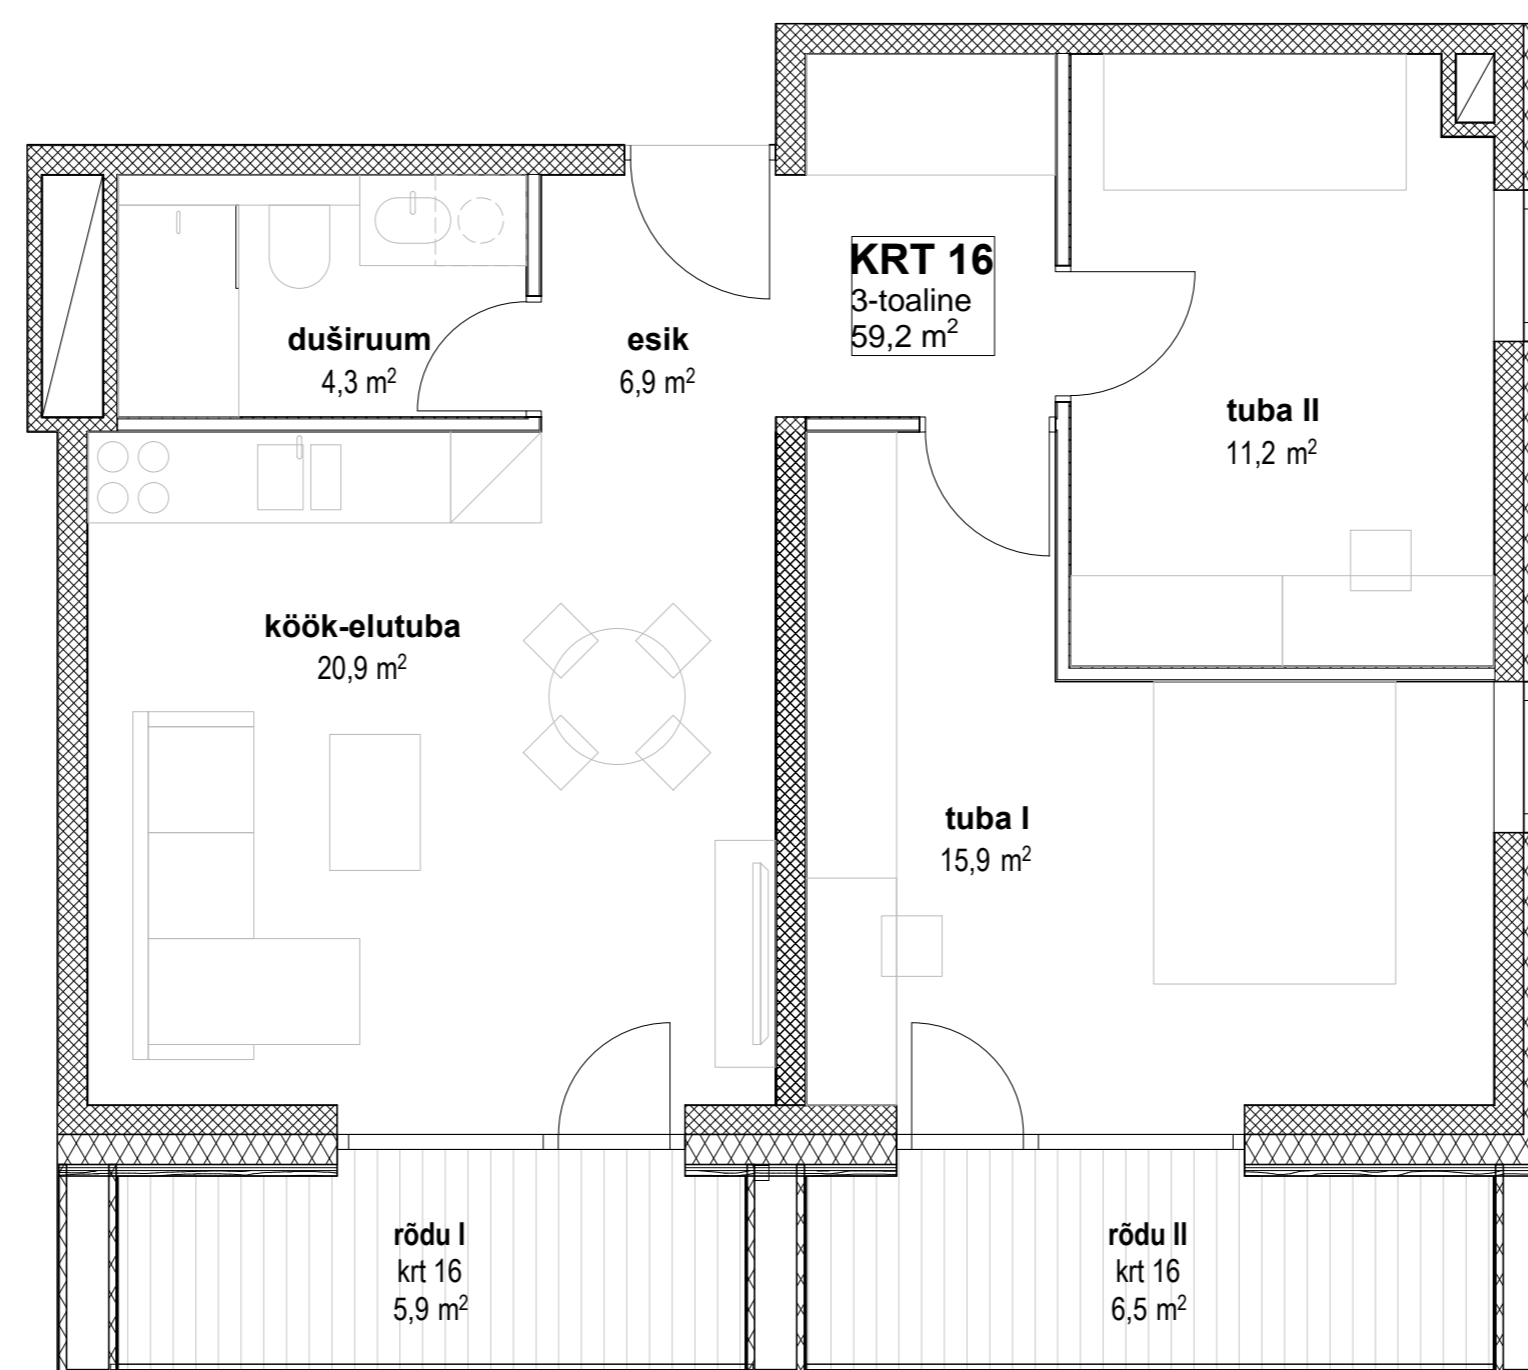 KRT 16
3-toaline
59,2 m²
duširuum
4,3 m²
esik
6,9 m²
tuba II
11,2 m²
köök-elutuba
20,9 m²
tuba I
15,9 m²
rõdu I
krt 16
5,9 m²
rõdu II
krt 16
6,5 m²